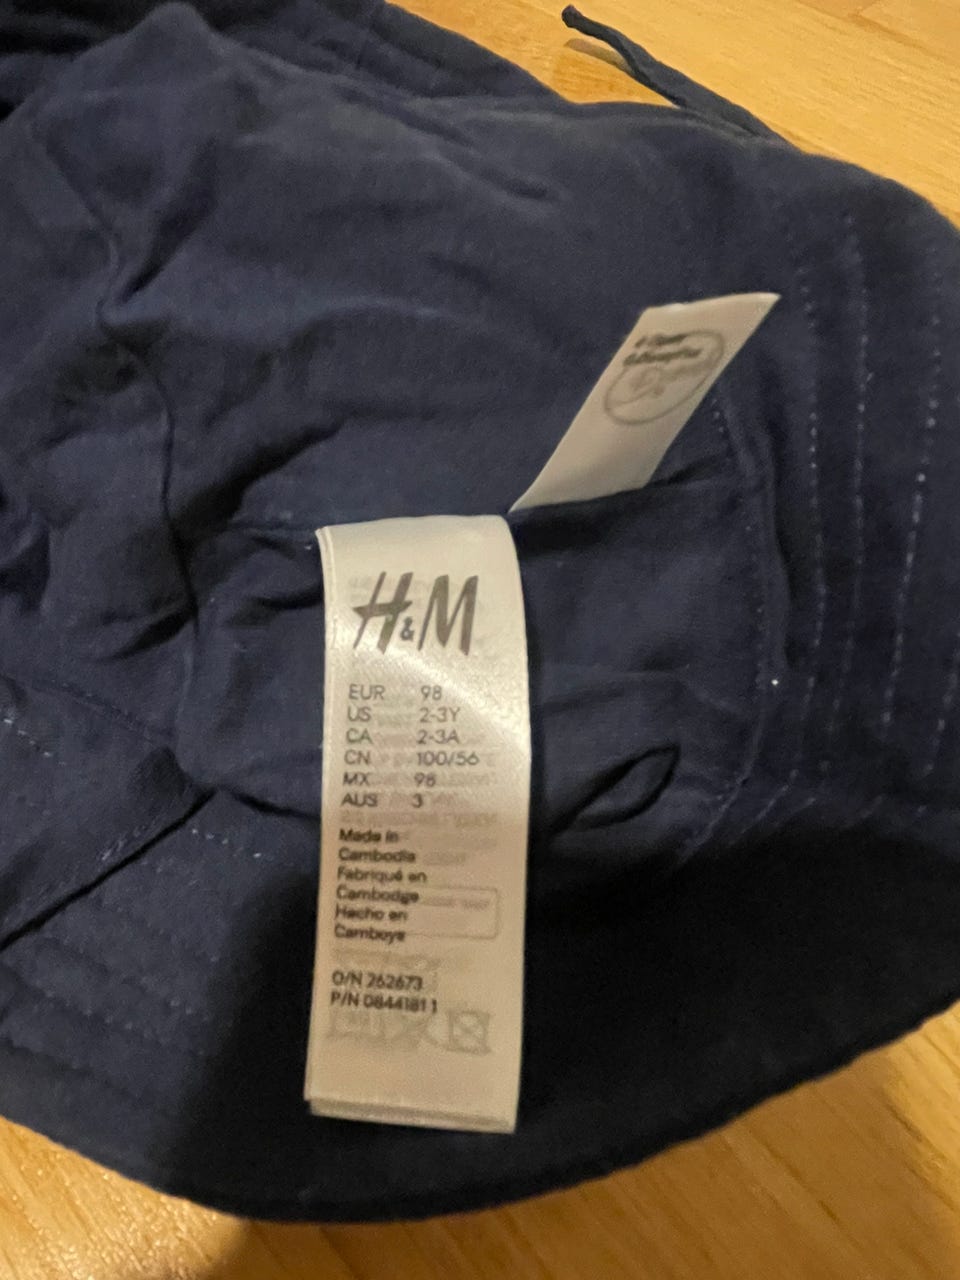 H&M
EUR 98
US 2-3Y
CA 2-3A
CN 100/56
MX 98
AUS 3
Made in
Cambodia
Fabriqué en
Cambodge
Hecho en
Camboya
O/N 262673
P/N 08441811